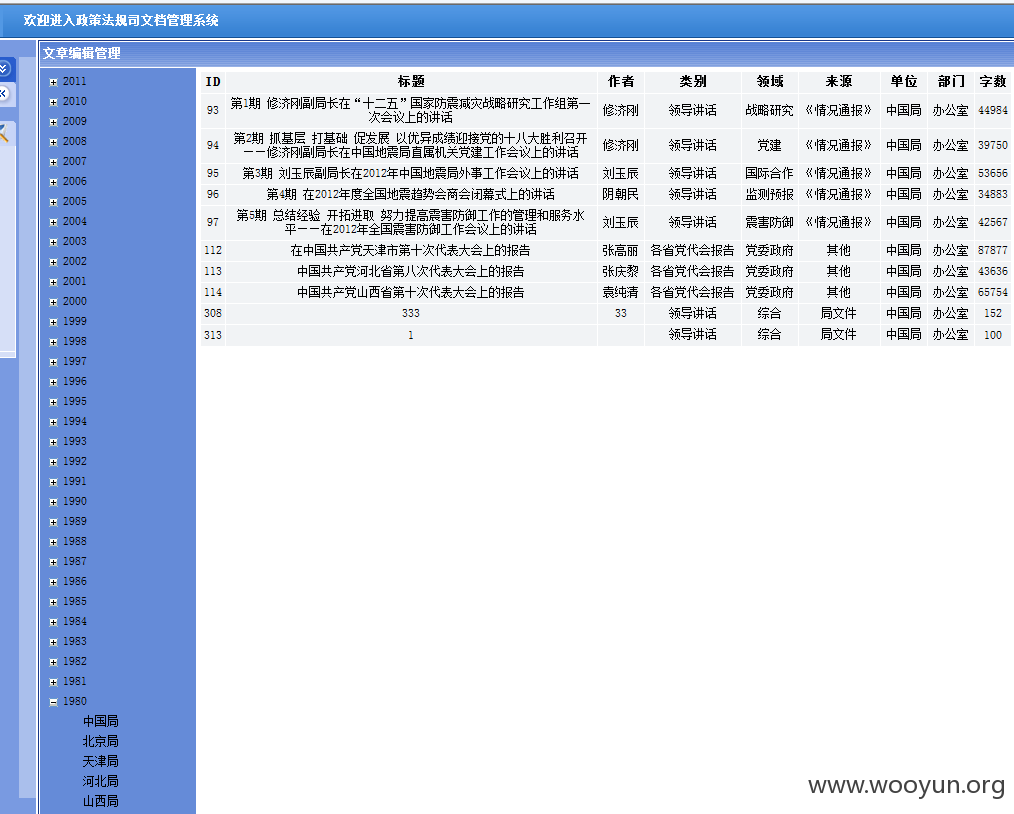 欢迎进入政策法规司文档管理系统
文章编辑管理
2011
2010
2009
2008
2007
2006
2005
2004
2003
2002
2001
2000
1999
1998
1997
1996
1995
1994
1993
1992
1991
1990
1989
1988
1987
1986
1985
1984
1983
1982
1981
1980
中国局
北京局
天津局
河北局
山西局
ID 标题 作者 类别 领域 来源 单位 部门 字数
93 第1期 修济刚副局长在“十二五”国家防震减灾战略研究工作组第一
次会议上的讲话 修济刚 领导讲话 战略研究 《情况通报》 中国局 办公室 44984
94 第2期 抓基层 打基础 促发展 以优异成绩迎接党的十八大胜利召开
——修济刚副局长在中国地震局直属机关党建工作会议上的讲话 修济刚 领导讲话 党建 《情况通报》 中国局 办公室 39750
95 第3期 刘玉辰副局长在2012年中国地震局外事工作会议上的讲话 刘玉辰 领导讲话 国际合作 《情况通报》 中国局 办公室 53656
96 第4期 在2012年度全国地震趋势会商会闭幕式上的讲话 阴朝民 领导讲话 监测预报 《情况通报》 中国局 办公室 34883
97 第5期 总结经验 开拓进取 努力提高震害防御工作的管理和服务水
平——在2012年全国震害防御工作会议上的讲话 刘玉辰 领导讲话 震害防御 《情况通报》 中国局 办公室 42567
112 在中国共产党天津市第十次代表大会上的报告 张高丽 各省党代会报告 党委政府 其他 中国局 办公室 87877
113 中国共产党河北省第八次代表大会上的报告 张庆黎 各省党代会报告 党委政府 其他 中国局 办公室 43636
114 中国共产党山西省第十次代表大会上的报告 袁纯清 各省党代会报告 党委政府 其他 中国局 办公室 65754
308 333 33 领导讲话 综合 局文件 中国局 办公室 152
313 1 领导讲话 综合 局文件 中国局 办公室 100
www.wooyun.org